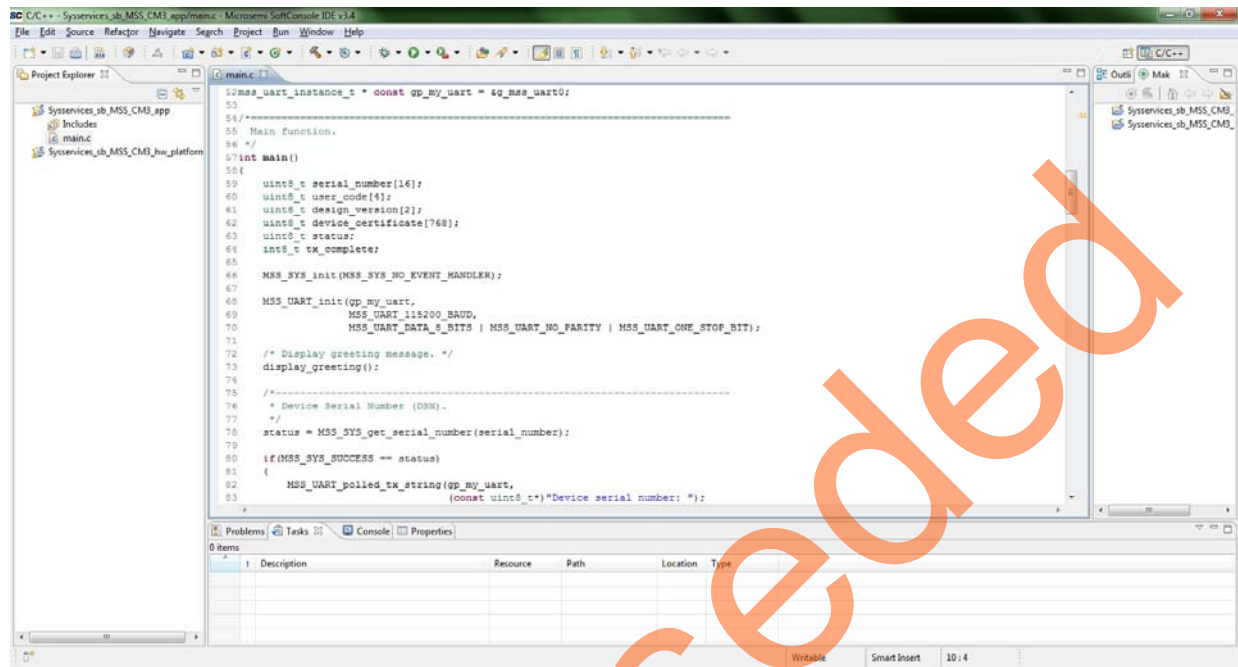 C/C++ - Sysservices_sb_MSS_CM3_app/main.c - Microsemi SoftConsole IDE v3.4
File Edit Source Refactor Navigate Search Project Run Window Help
C/C++
Project Explorer
main.c
Outli Mak
Sysservices_sb_MSS_CM3_app
Includes
main.c
Sysservices_sb_MSS_CM3_hw_platform
52 mss_uart_instance_t * const gp_my_uart = &g_mss_uart0;
53
54 /*==============================================================================
55 Main function.
56 */
57 int main()
58 {
59 uint8_t serial_number[16];
60 uint8_t user_code[4];
61 uint8_t design_version[2];
62 uint8_t device_certificate[768];
63 uint8_t status;
64 int8_t tx_complete;
65
66 MSS_SYS_init(MSS_SYS_NO_EVENT_HANDLER);
67
68 MSS_UART_init(gp_my_uart,
69 MSS_UART_115200_BAUD,
70 MSS_UART_DATA_8_BITS | MSS_UART_NO_PARITY | MSS_UART_ONE_STOP_BIT);
71
72 /* Display greeting message. */
73 display_greeting();
74
75 /*--------------------------------------------------------------------------
76 * Device Serial Number (DSN).
77 */
78 status = MSS_SYS_get_serial_number(serial_number);
79
80 if(MSS_SYS_SUCCESS == status)
81 {
82 MSS_UART_polled_tx_string(gp_my_uart,
83 (const uint8_t*)"Device serial number: ");
Sysservices_sb_MSS_CM3_
Sysservices_sb_MSS_CM3_
Problems Tasks Console Properties
0 items
! Description Resource Path Location Type
Writable Smart Insert 10 : 4
ceded